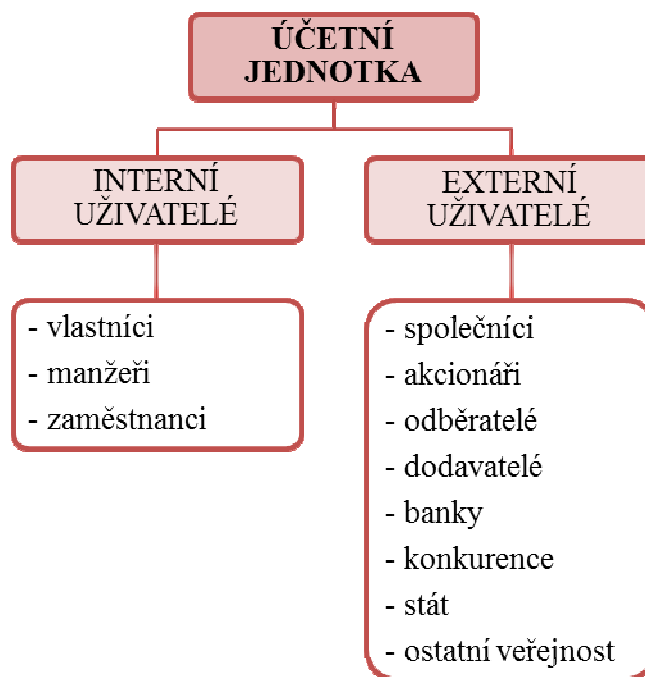 ÚČETNÍ
JEDNOTKA
INTERNÍ
UŽIVATELÉ
- vlastníci
- manžeři
- zaměstnanci
EXTERNÍ
UŽIVATELÉ
- společníci
- akcionáři
- odběratelé
- dodavatelé
- banky
- konkurence
- stát
- ostatní veřejnost